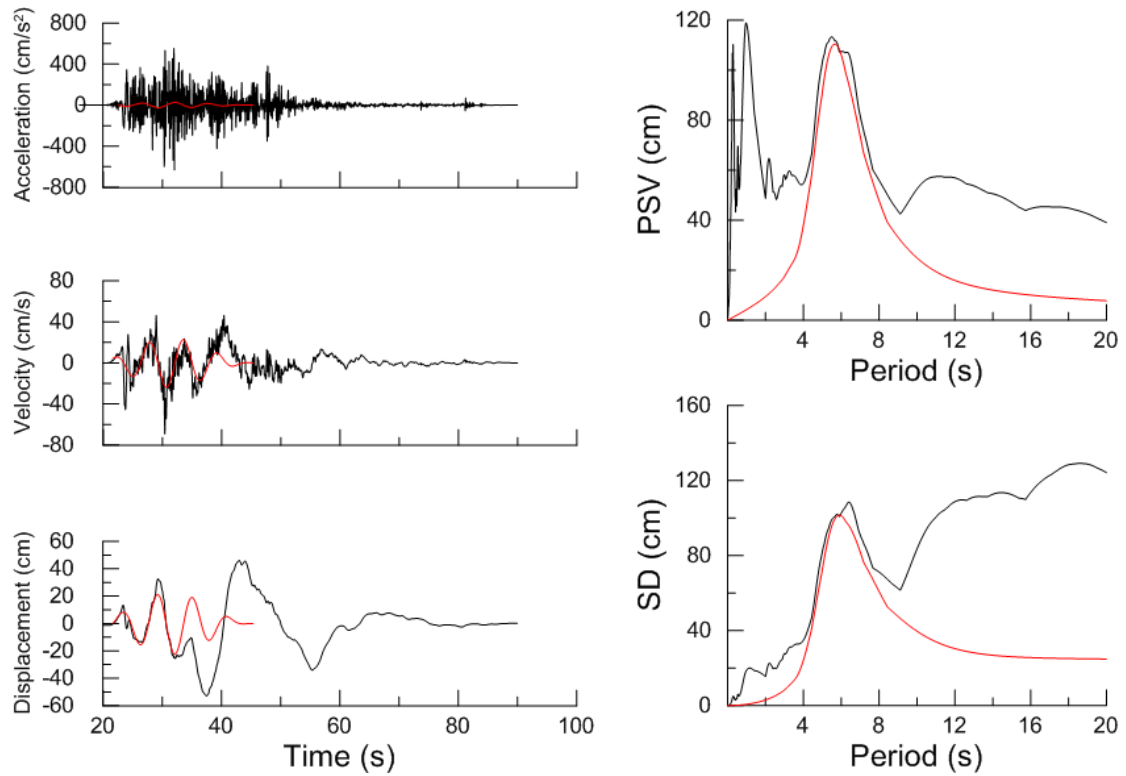 Acceleration (cm/s²)
800
400
0
-400
-800
Velocity (cm/s)
80
40
0
-40
-80
Displacement (cm)
60
40
20
0
-20
-40
-60
20 40 60 80 100
Time (s)
PSV (cm)
120
80
40
0
4 8 12 16 20
Period (s)
SD (cm)
160
120
80
40
0
4 8 12 16 20
Period (s)